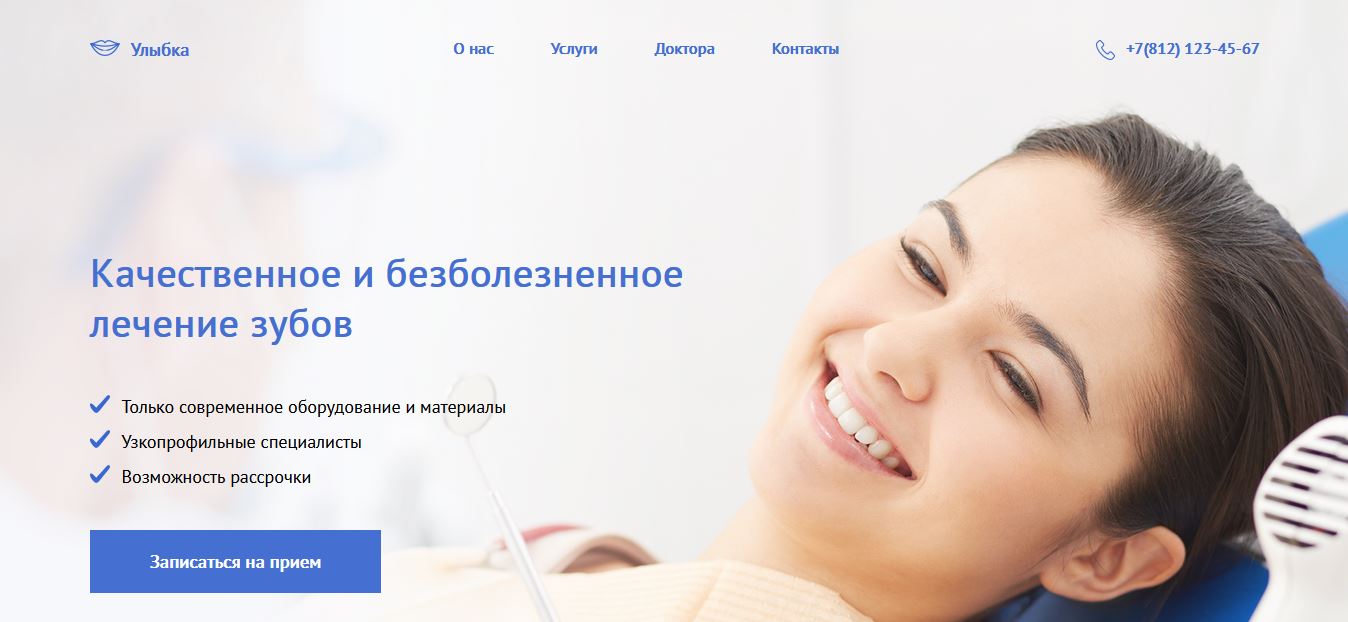 Улыбка
О нас
Услуги
Доктора
Контакты
+7(812) 123-45-67
Качественное и безболезненное
лечение зубов
Только современное оборудование и материалы
Узкопрофильные специалисты
Возможность рассрочки
Записаться на прием